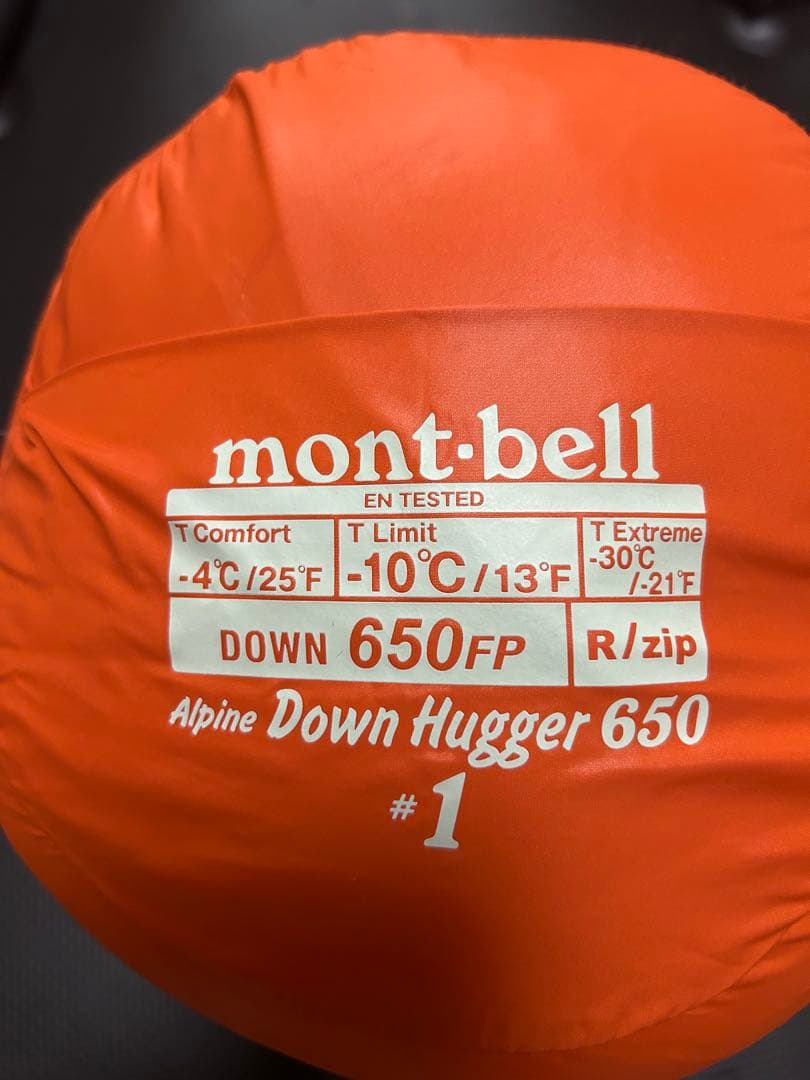 mont·bell
EN TESTED
T Comfort
-4℃/25°F
T Limit
-10℃/13°F
T Extreme
-30℃
/-21°F
DOWN 650FP
R/zip
Alpine Down Hugger 650
#1